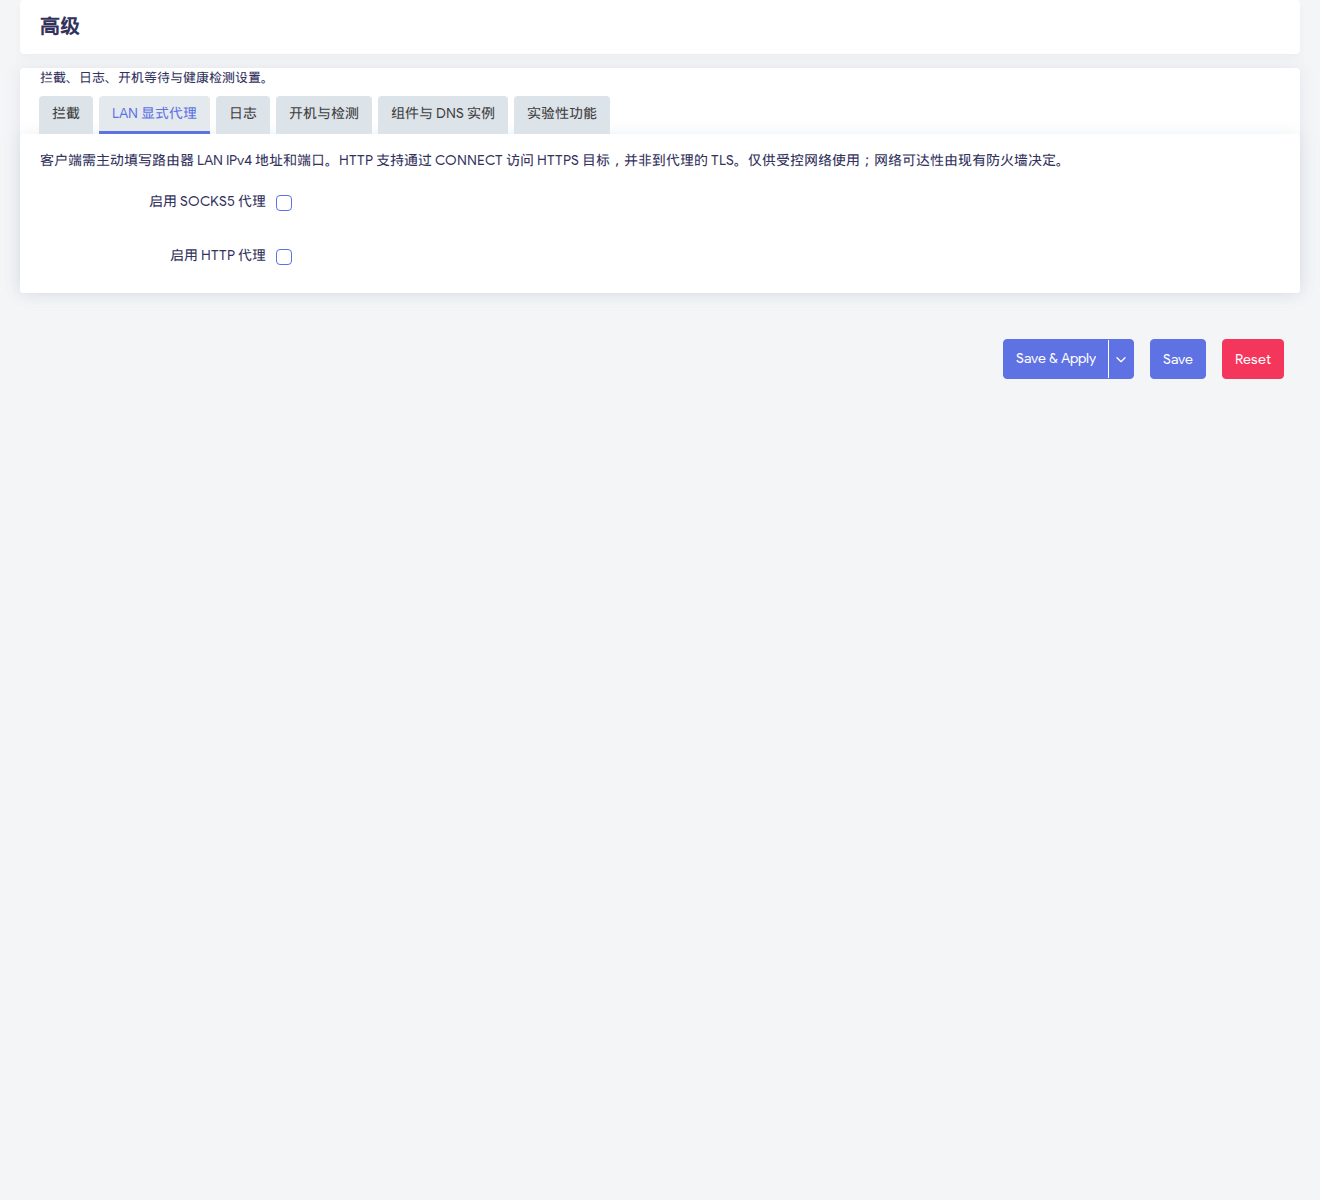 高级
拦截、日志、开机等待与健康检测设置。
拦截
LAN 显式代理
日志
开机与检测
组件与 DNS 实例
实验性功能
客户端需主动填写路由器 LAN IPv4 地址和端口。HTTP 支持通过 CONNECT 访问 HTTPS 目标，并非到代理的 TLS。仅供受控网络使用；网络可达性由现有防火墙决定。
启用 SOCKS5 代理
启用 HTTP 代理
Save & Apply
Save
Reset